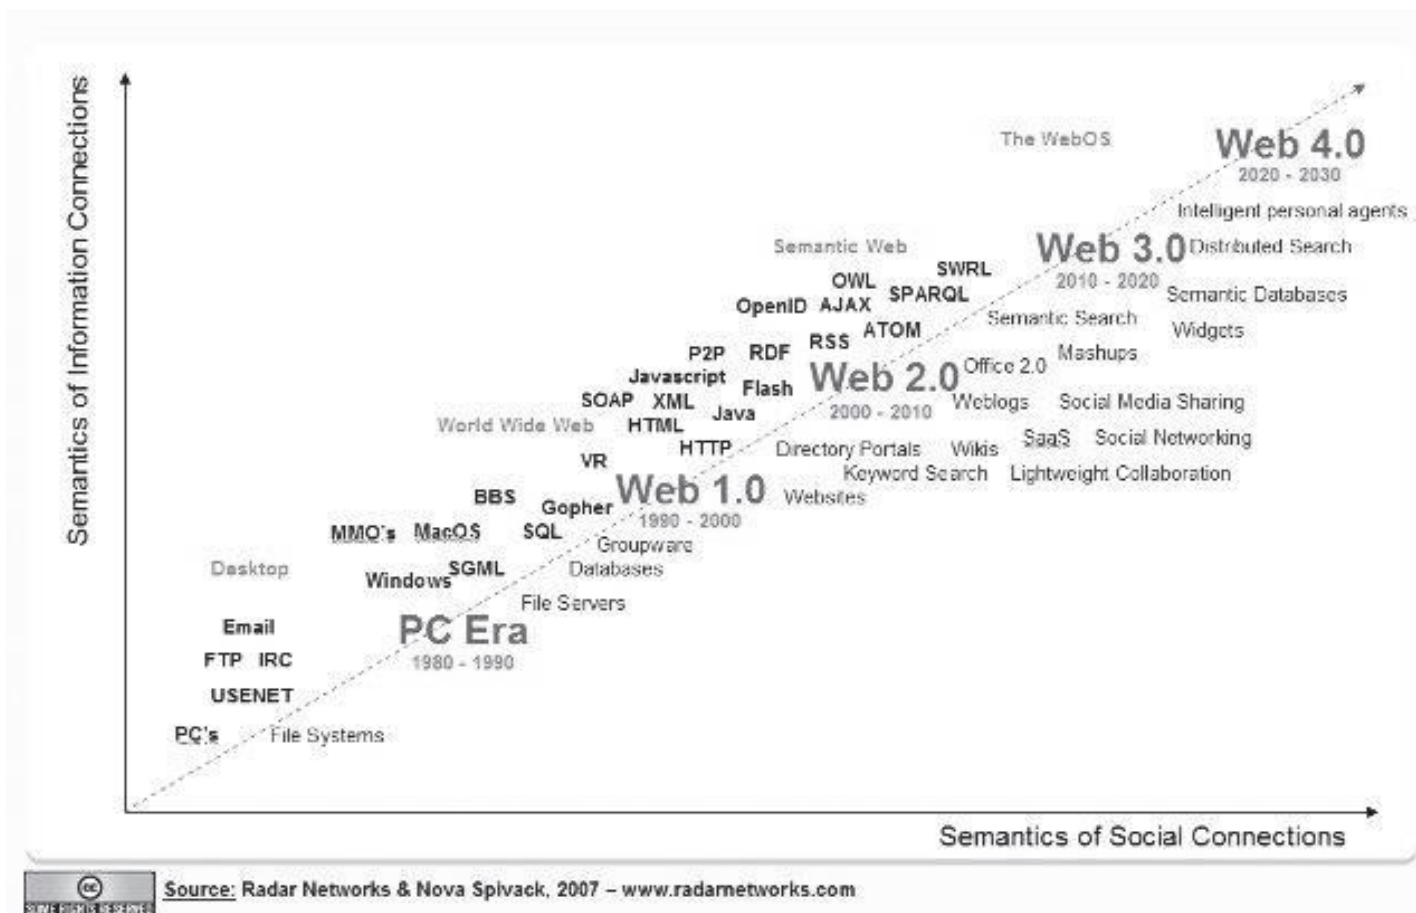 Semantics of Information Connections
The WebOS
Web 4.0
2020 - 2030
Intelligent personal agents
Semantic Web
Web 3.0
Distributed Search
2010 - 2020
SWRL
OWL
SPARQL
Semantic Databases
OpenID
AJAX
Semantic Search
Widgets
ATOM
RSS
P2P
RDF
Office 2.0
Mashups
Javascript
Flash
Web 2.0
2000 - 2010
SOAP
XML
Java
Weblogs
Social Media Sharing
World Wide Web
HTML
HTTP
Directory Portals
Wikis
SaaS
Social Networking
VR
Keyword Search
Lightweight Collaboration
Web 1.0
1990 - 2000
Websites
BBS
Gopher
MMO's
MacOS
SQL
Groupware
Desktop
Windows
SGML
Databases
File Servers
Email
PC Era
1980 - 1990
FTP IRC
USENET
PC's
File Systems
Semantics of Social Connections
cc
SOME RIGHTS RESERVED
Source: Radar Networks & Nova Spivack, 2007 – www.radarnetworks.com